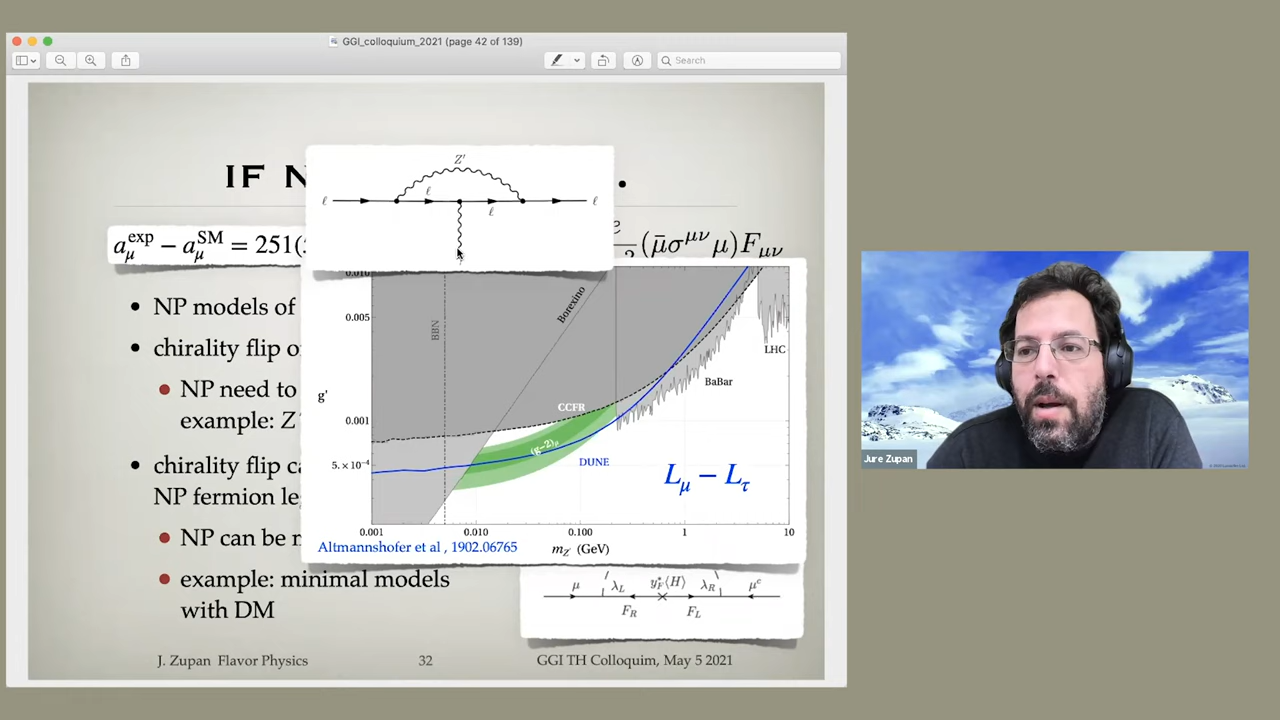 GGI_colloquium_2021 (page 42 of 139)
Search
IF N
.
Z′
ℓ ℓ ℓ ℓ
a_μ^exp − a_μ^SM = 251(
(μ̄σ^μν μ)F_μν
• NP models of
• chirality flip o
• NP need to
example: Z
• chirality flip ca
NP fermion le
• NP can be
• example: minimal models
with DM
0.010
0.005
0.001
5.×10⁻⁴
g'
BBN
Borexino
CCFR
(g−2)_μ
DUNE
BaBar
LHC
L_μ − L_τ
0.001 0.010 0.100 1 10
m_Z′ (GeV)
Altmannshofer et al , 1902.06765
μ λ_L y_F^*⟨H⟩ λ_R μ^c
F_R F_L
J. Zupan Flavor Physics 32 GGI TH Colloquim, May 5 2021
Jure Zupan